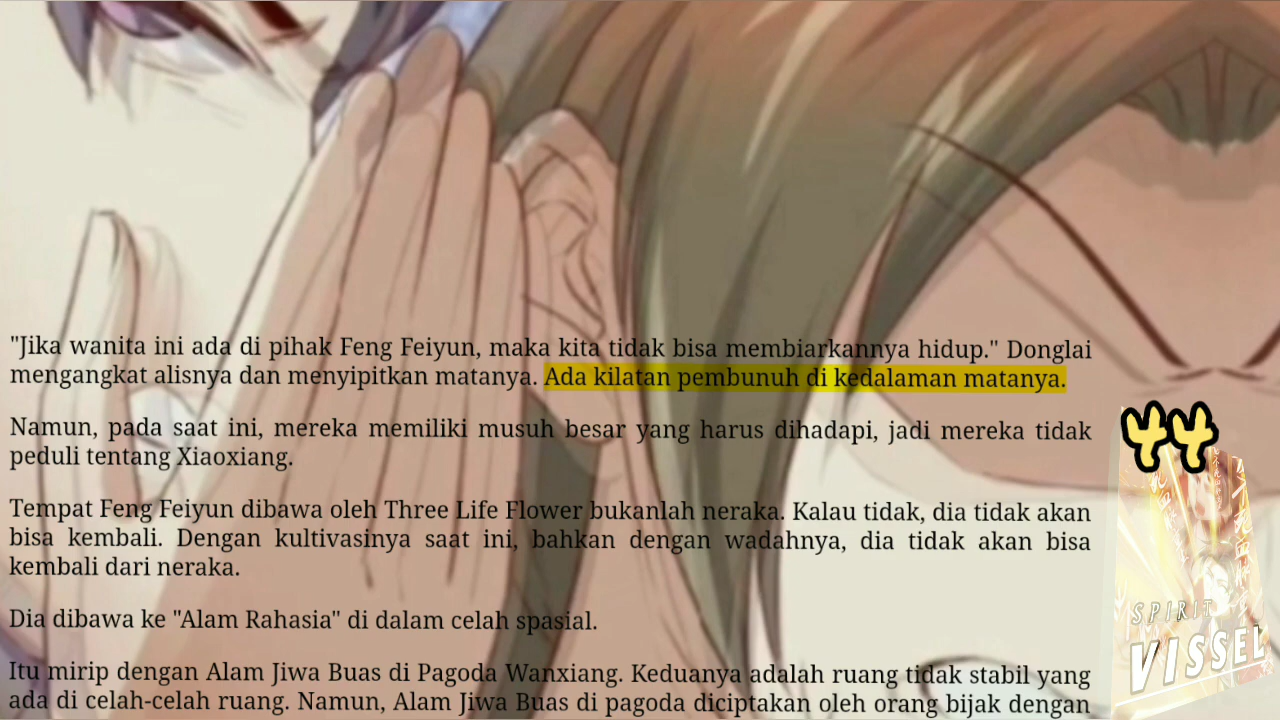 "Jika wanita ini ada di pihak Feng Feiyun, maka kita tidak bisa membiarkannya hidup." Donglai
mengangkat alisnya dan menyipitkan matanya. Ada kilatan pembunuh di kedalaman matanya.
Namun, pada saat ini, mereka memiliki musuh besar yang harus dihadapi, jadi mereka tidak
peduli tentang Xiaoxiang.
Tempat Feng Feiyun dibawa oleh Three Life Flower bukanlah neraka. Kalau tidak, dia tidak akan
bisa kembali. Dengan kultivasinya saat ini, bahkan dengan wadahnya, dia tidak akan bisa
kembali dari neraka.
Dia dibawa ke "Alam Rahasia" di dalam celah spasial.
Itu mirip dengan Alam Jiwa Buas di Pagoda Wanxiang. Keduanya adalah ruang tidak stabil yang
ada di celah-celah ruang. Namun, Alam Jiwa Buas di pagoda diciptakan oleh orang bijak dengan
44
SPIRIT
VISSEL